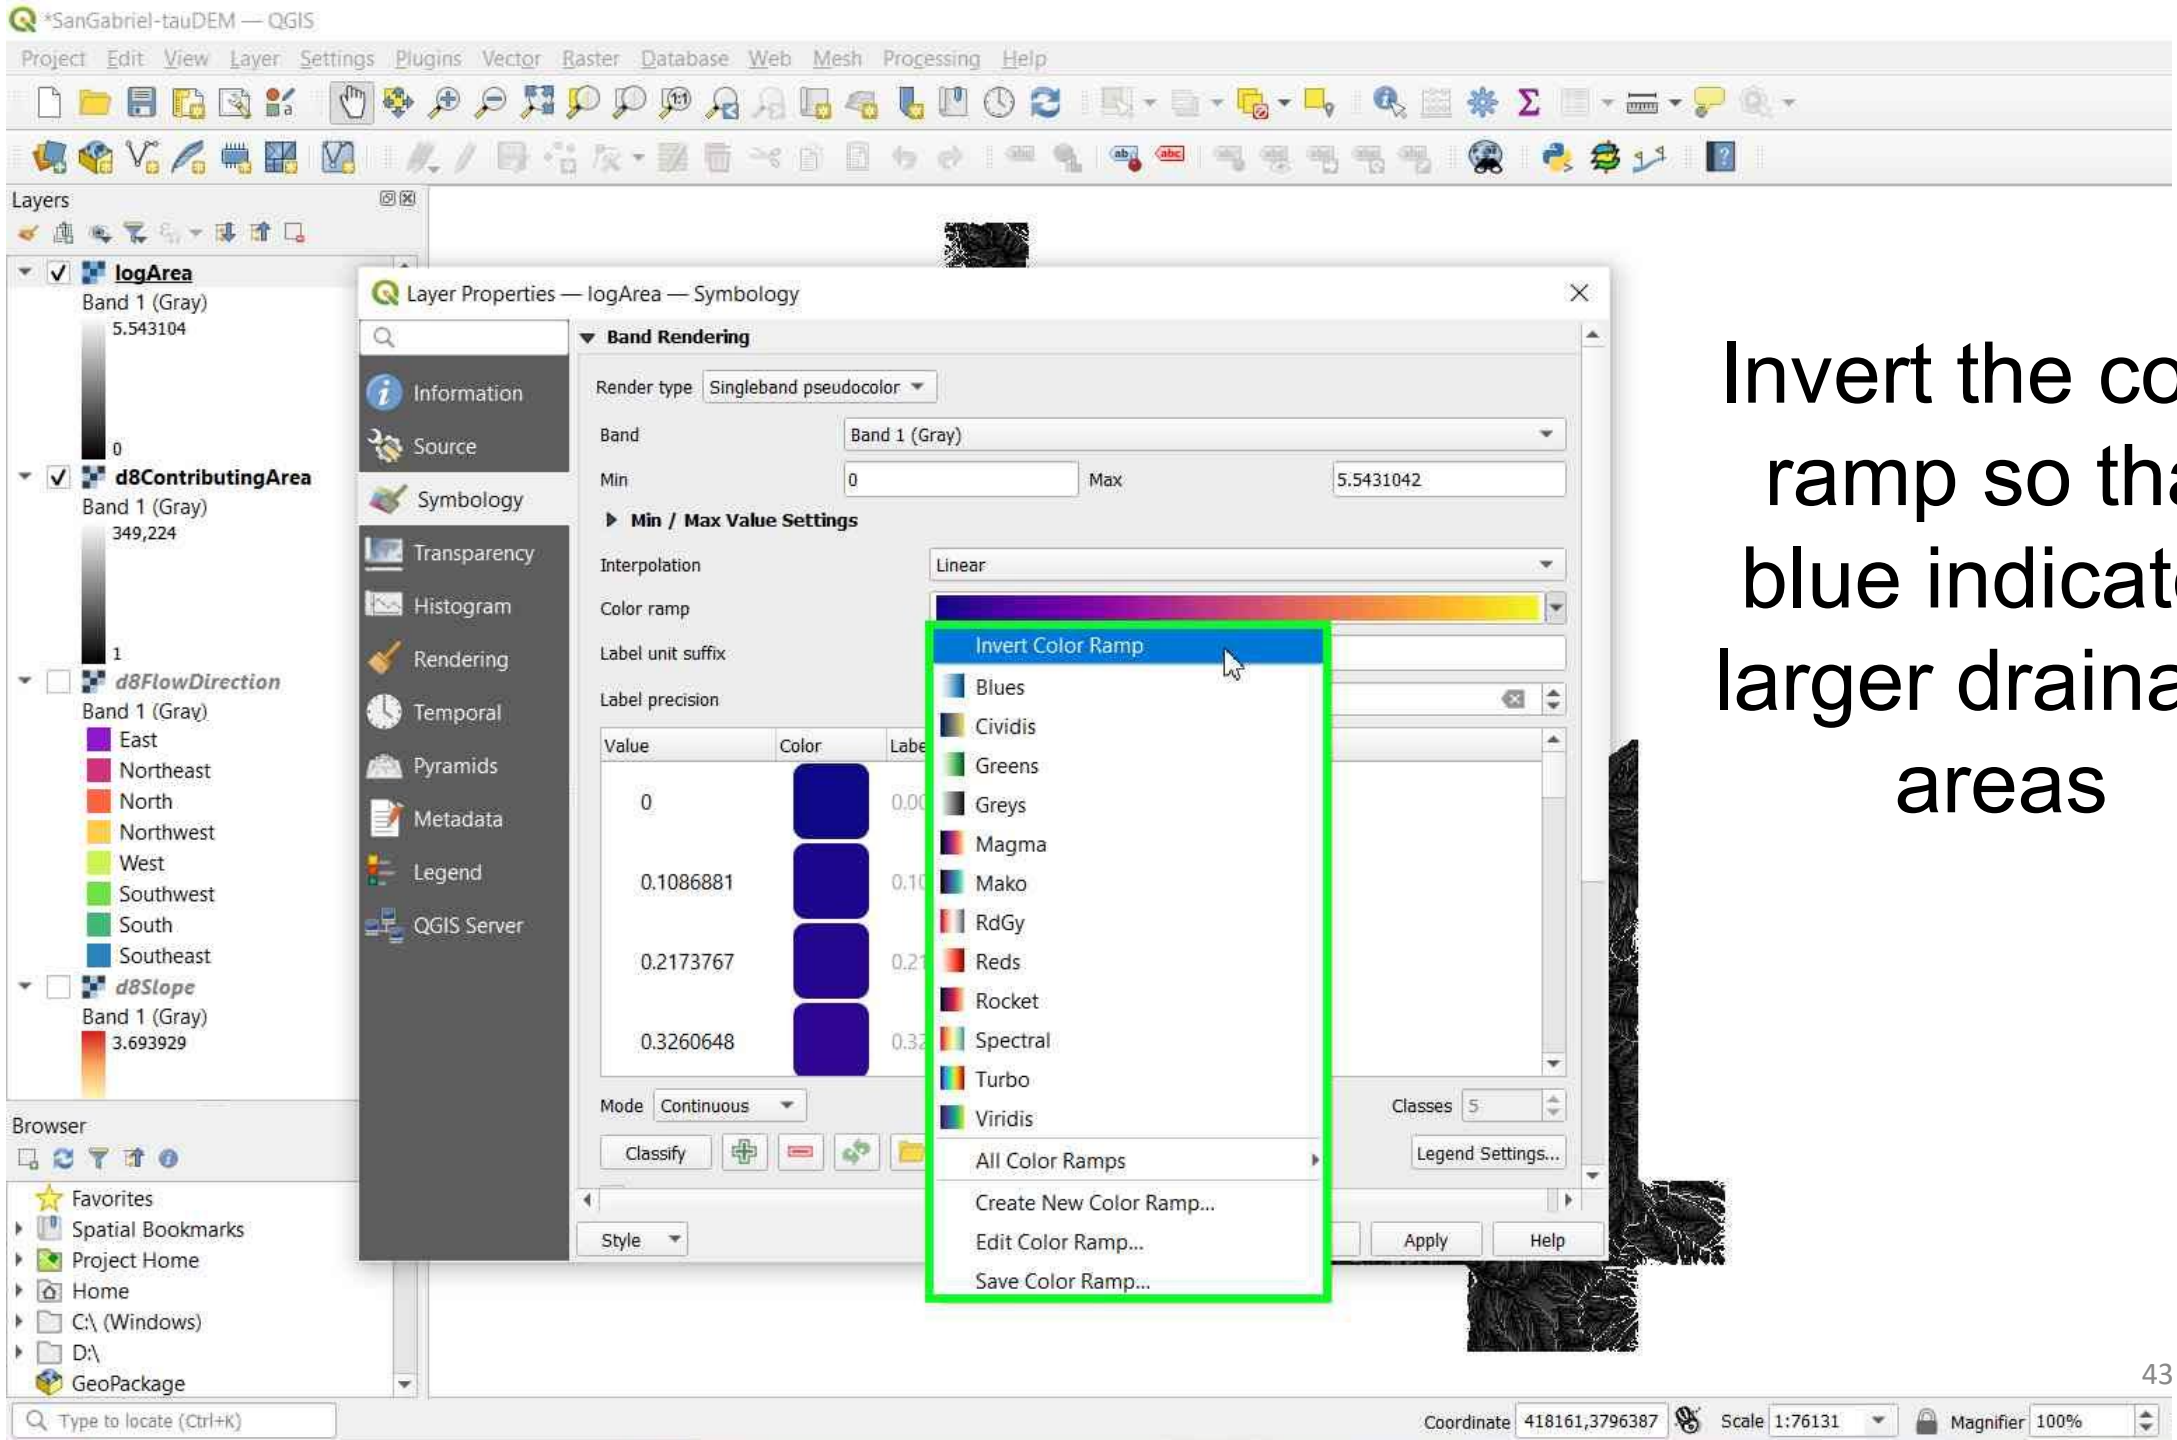 *SanGabriel-tauDEM — QGIS
Project Edit View Layer Settings Plugins Vector Raster Database Web Mesh Processing Help
Layers
logArea
Band 1 (Gray)
5.543104
0
d8ContributingArea
Band 1 (Gray)
349,224
1
d8FlowDirection
Band 1 (Gray)
East
Northeast
North
Northwest
West
Southwest
South
Southeast
d8Slope
Band 1 (Gray)
3.693929
Browser
Favorites
Spatial Bookmarks
Project Home
Home
C:\ (Windows)
D:\
GeoPackage
Layer Properties — logArea — Symbology
Information
Source
Symbology
Transparency
Histogram
Rendering
Temporal
Pyramids
Metadata
Legend
QGIS Server
Band Rendering
Render type Singleband pseudocolor
Band Band 1 (Gray)
Min 0 Max 5.5431042
Min / Max Value Settings
Interpolation Linear
Color ramp
Label unit suffix
Label precision
Value Color Labe
0 0.00
0.1086881 0.10
0.2173767 0.21
0.3260648 0.32
Mode Continuous Classes 5
Classify Legend Settings...
Style Apply Help
Invert Color Ramp
Blues
Cividis
Greens
Greys
Magma
Mako
RdGy
Reds
Rocket
Spectral
Turbo
Viridis
All Color Ramps
Create New Color Ramp...
Edit Color Ramp...
Save Color Ramp...
Invert the co
ramp so tha
blue indicat
larger draina
areas
43
Type to locate (Ctrl+K) Coordinate 418161,3796387 Scale 1:76131 Magnifier 100%